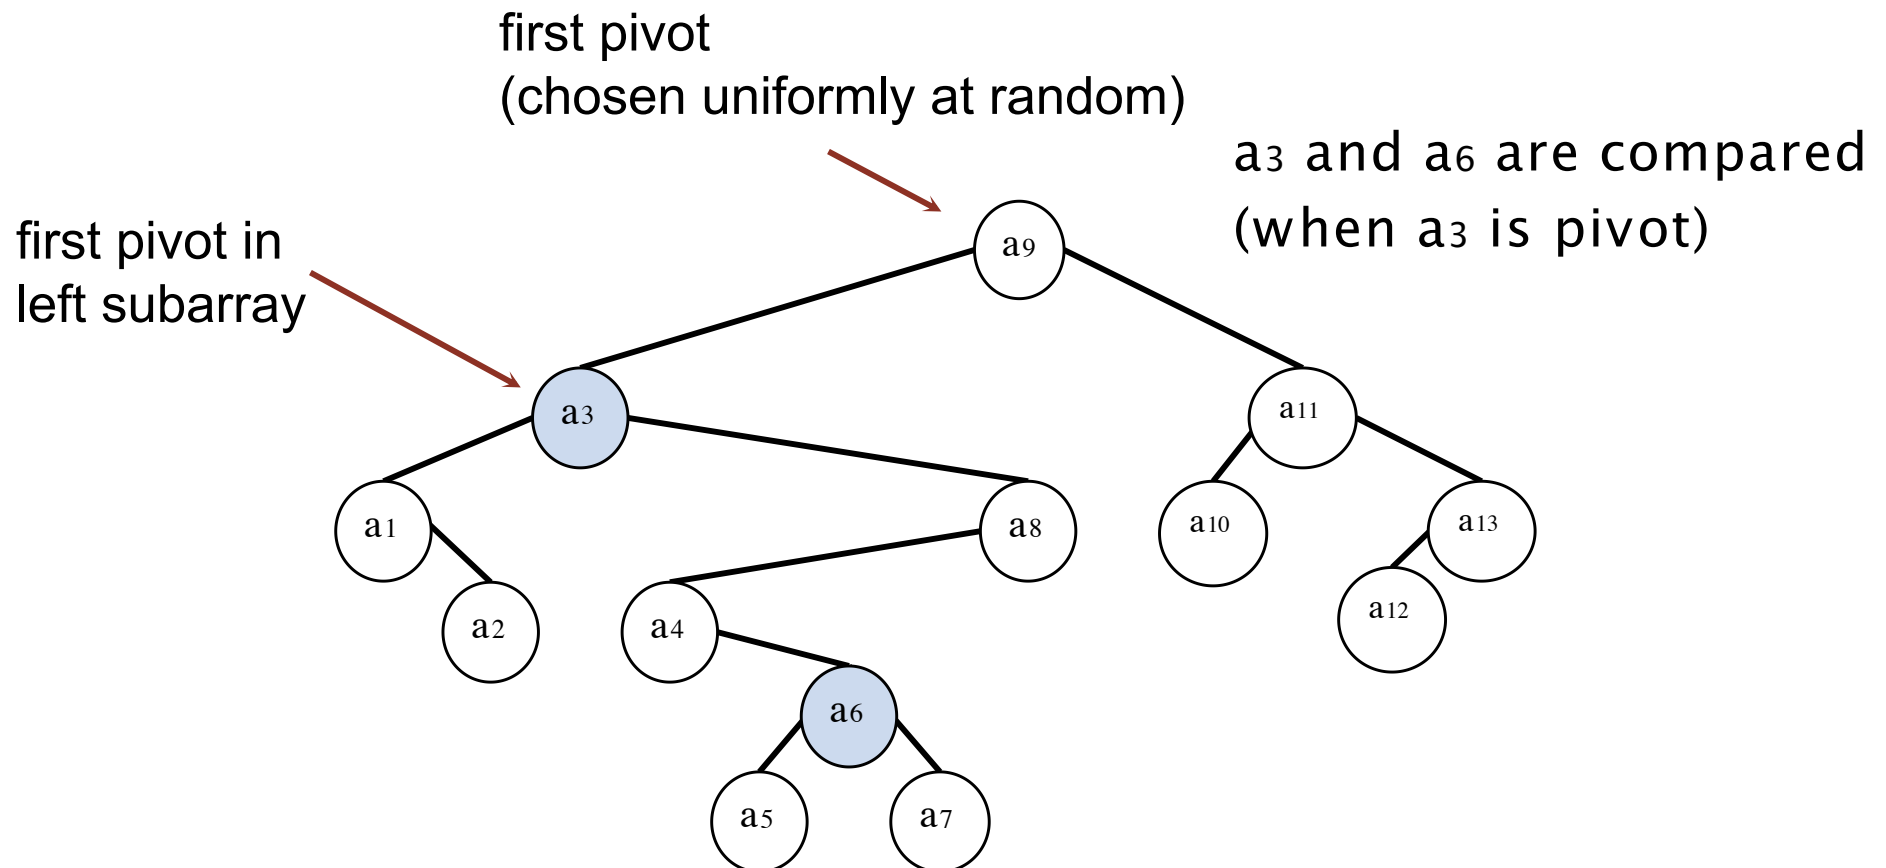 first pivot
(chosen uniformly at random)
a3 and a6 are compared
(when a3 is pivot)
first pivot in
left subarray
a9
a3
a11
a1
a8
a10
a13
a2
a4
a12
a6
a5
a7